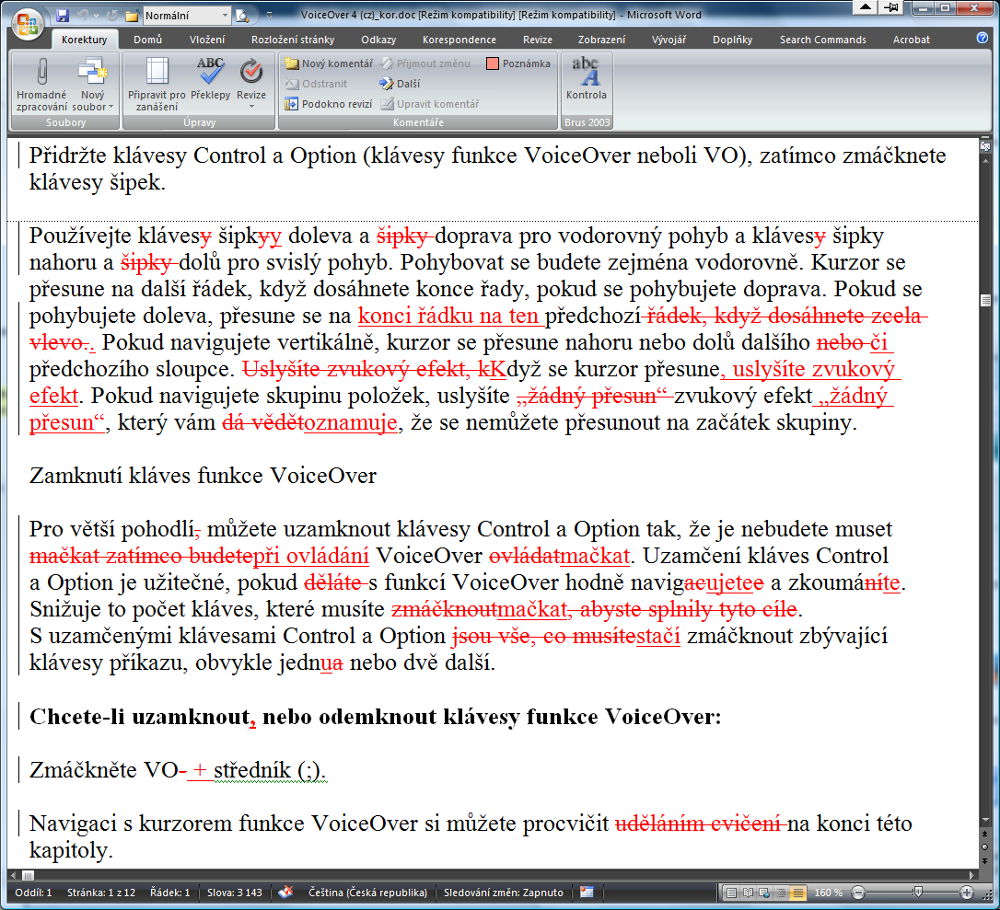 Normální
VoiceOver 4 (cz)_kor.doc [Režim kompatibility] [Režim kompatibility] - Microsoft Word
Korektury Domů Vložení Rozložení stránky Odkazy Korespondence Revize Zobrazení Vývojář Doplňky Search Commands Acrobat
Hromadné zpracování
Nový soubor
Soubory
Připravit pro zanášení
ABC
Překlepy
Revize
Úpravy
Nový komentář Přijmout změnu Poznámka
Odstranit Další
Podokno revizí Upravit komentář
Komentáře
abc
A
Kontrola
Brus 2003
Přidržte klávesy Control a Option (klávesy funkce VoiceOver neboli VO), zatímco zmáčknete
klávesy šipek.
Používejte klávesy šipkyy doleva a šipky doprava pro vodorovný pohyb a klávesy šipky
nahoru a šipky dolů pro svislý pohyb. Pohybovat se budete zejména vodorovně. Kurzor se
přesune na další řádek, když dosáhnete konce řady, pokud se pohybujete doprava. Pokud se
pohybujete doleva, přesune se na konci řádku na ten předchozí řádek, když dosáhnete zcela
vlevo.. Pokud navigujete vertikálně, kurzor se přesune nahoru nebo dolů dalšího nebo či
předchozího sloupce. Uslyšíte zvukový efekt, kKdyž se kurzor přesune, uslyšíte zvukový
efekt. Pokud navigujete skupinu položek, uslyšíte „žádný přesun“ zvukový efekt „žádný
přesun“, který vám dá vědětoznamuje, že se nemůžete přesunout na začátek skupiny.
Zamknutí kláves funkce VoiceOver
Pro větší pohodlí, můžete uzamknout klávesy Control a Option tak, že je nebudete muset
mačkat zatímco budetepři ovládání VoiceOver ovládatmačkat. Uzamčení kláves Control
a Option je užitečné, pokud děláte s funkcí VoiceOver hodně navigacujetee a zkoumáníte.
Snižuje to počet kláves, které musíte zmáčknoutmačkat, abyste splnily tyto cíle.
S uzamčenými klávesami Control a Option jsou vše, co musítestačí zmáčknout zbývající
klávesy příkazu, obvykle jednua nebo dvě další.
Chcete-li uzamknout, nebo odemknout klávesy funkce VoiceOver:
Zmáčkněte VO- + středník (;).
Navigaci s kurzorem funkce VoiceOver si můžete procvičit uděláním cvičení na konci této
kapitoly.
Oddíl: 1 Stránka: 1 z 12 Řádek: 1 Slova: 3 143 Čeština (Česká republika) Sledování změn: Zapnuto 160 %